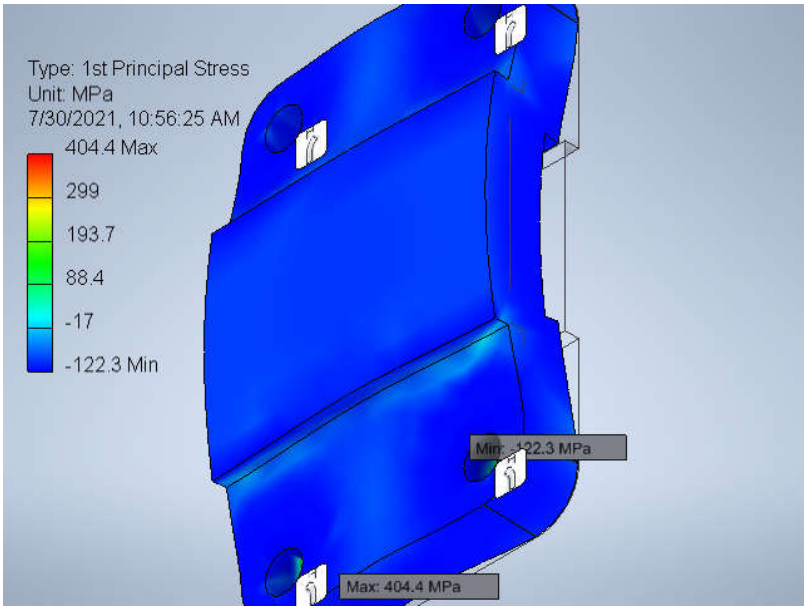 Type: 1st Principal Stress
Unit: MPa
7/30/2021, 10:56:25 AM
404.4 Max
299
193.7
88.4
-17
-122.3 Min
Min: -122.3 MPa
Max: 404.4 MPa